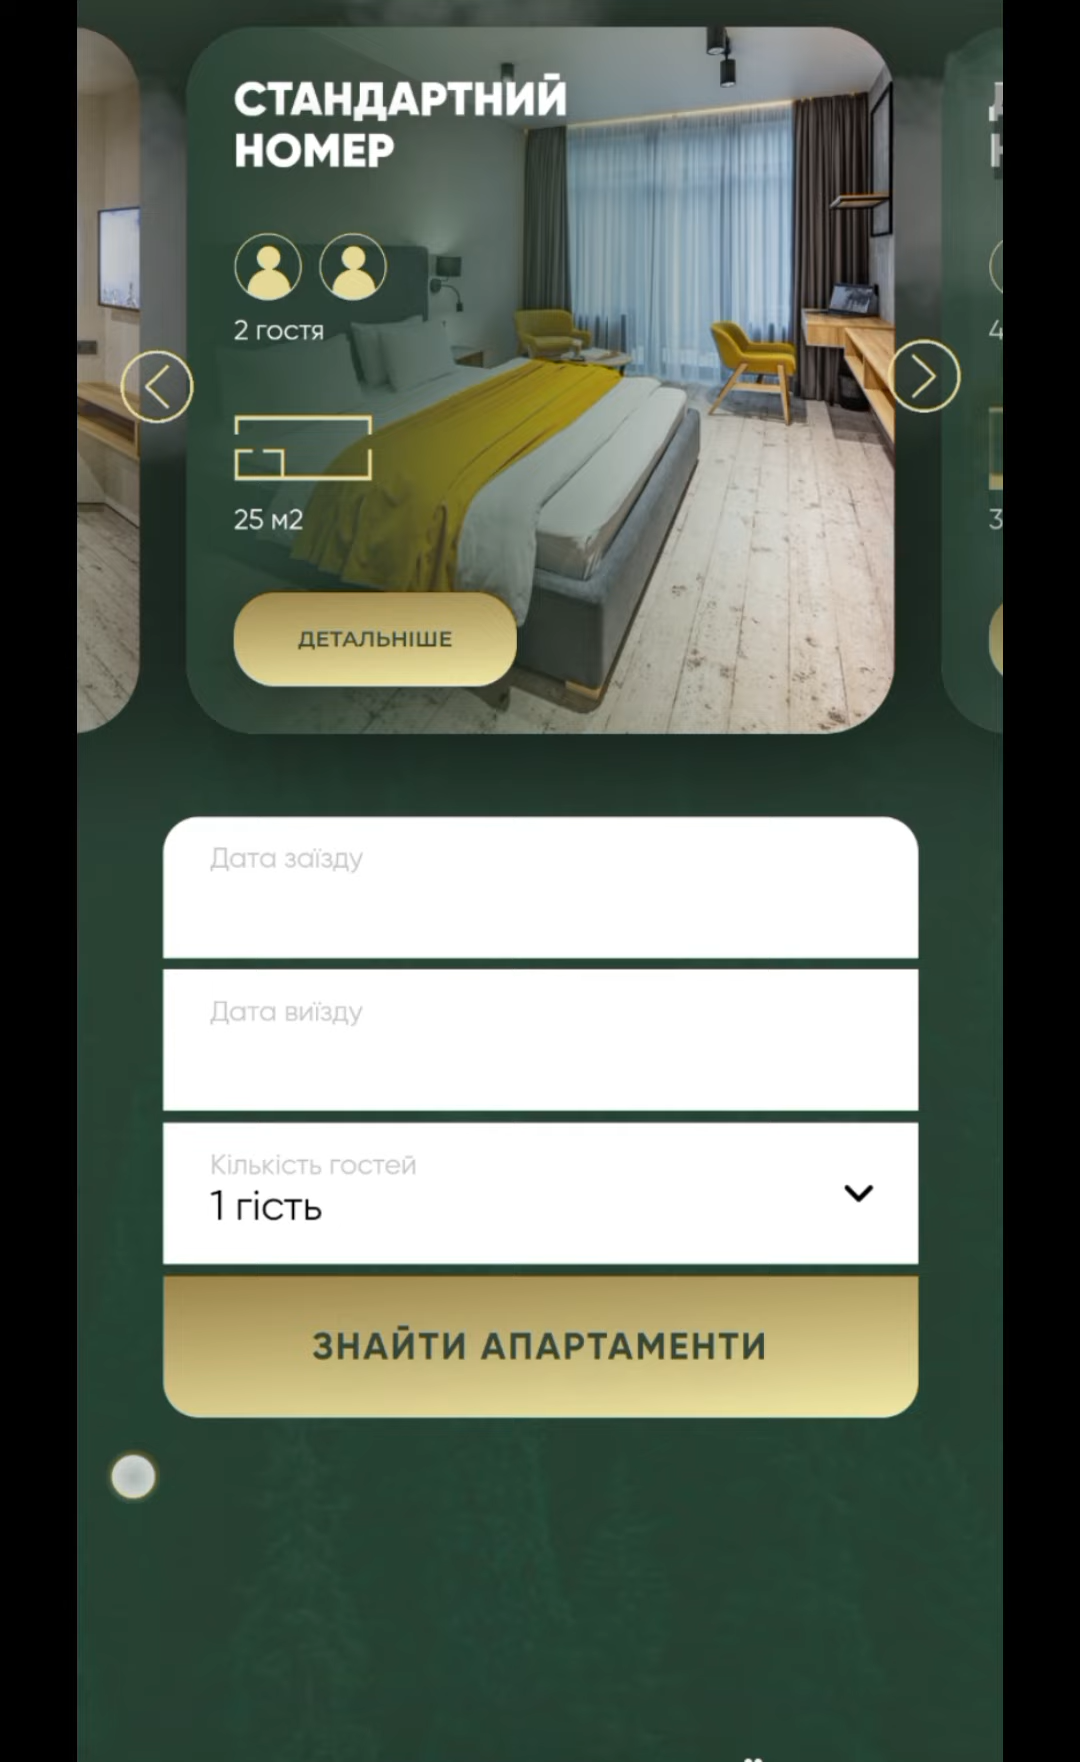 СТАНДАРТНИЙ
НОМЕР
2 гостя
25 м2
ДЕТАЛЬНІШЕ
Дата заїзду
Дата виїзду
Кількість гостей
1 гість
ЗНАЙТИ АПАРТАМЕНТИ